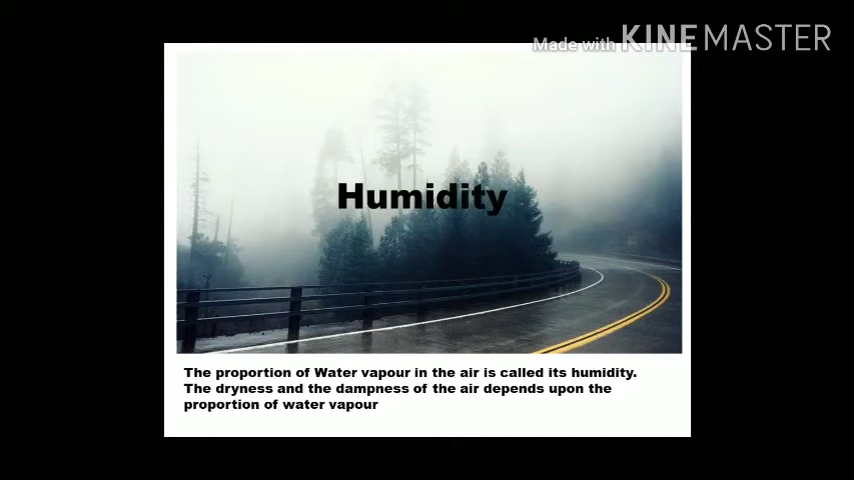 Made with KINEMASTER
Humidity
The proportion of Water vapour in the air is called its humidity.
The dryness and the dampness of the air depends upon the
proportion of water vapour